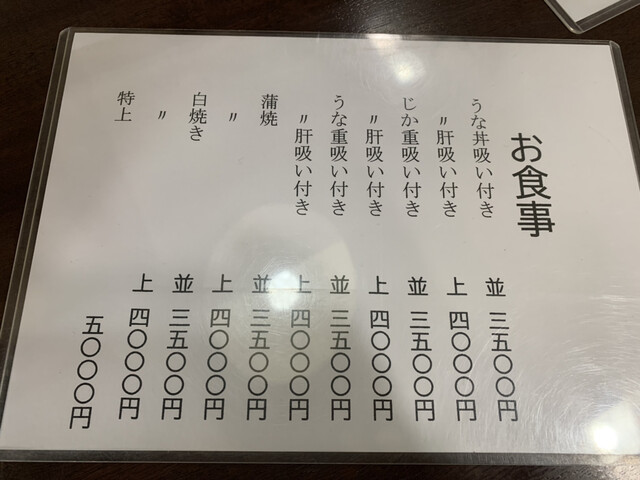 お食事
うな丼吸い付き 並 三五〇〇円
〃肝吸い付き 上 四〇〇〇円
じか重吸い付き 並 三五〇〇円
〃肝吸い付き 上 四〇〇〇円
うな重吸い付き 並 三五〇〇円
〃肝吸い付き 上 四〇〇〇円
蒲焼 並 三五〇〇円
〃 上 四〇〇〇円
白焼き 並 三五〇〇円
〃 上 四〇〇〇円
特上 五〇〇〇円